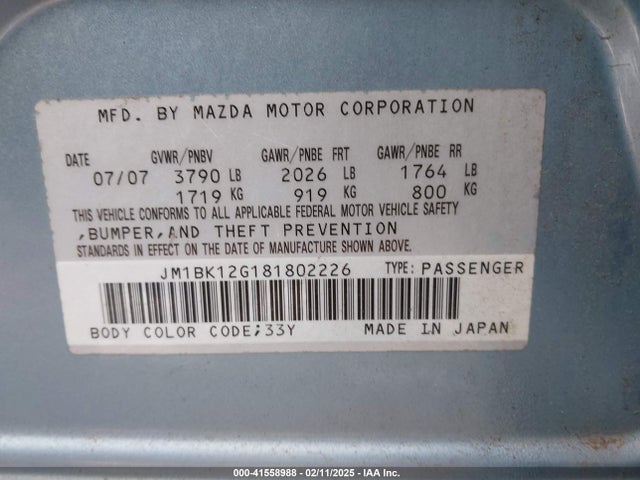 MFD. BY MAZDA MOTOR CORPORATION
DATE GVWR/PNBV GAWR/PNBE FRT GAWR/PNBE RR
07/07 3790 LB 2026 LB 1764 LB
1719 KG 919 KG 800 KG
THIS VEHICLE CONFORMS TO ALL APPLICABLE FEDERAL MOTOR VEHICLE SAFETY
,BUMPER,AND THEFT PREVENTION
STANDARDS IN EFFECT ON THE DATE OF MANUFACTURE SHOWN ABOVE.
JM1BK12G181802226 TYPE: PASSENGER
BODY COLOR CODE;33Y MADE IN JAPAN
000-41558988 - 02/11/2025 - IAA Inc.